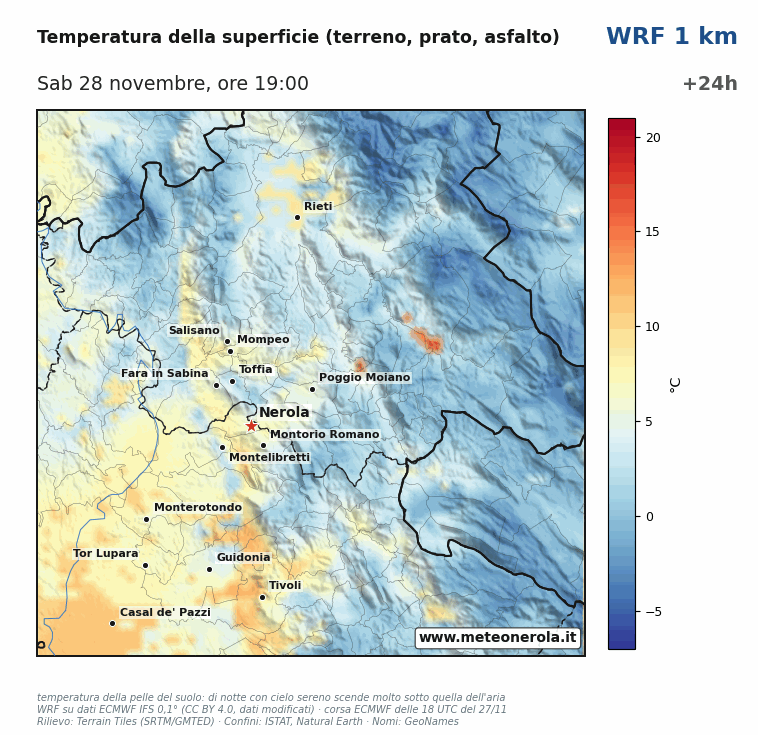 Temperatura della superficie (terreno, prato, asfalto)
WRF 1 km
Sab 28 novembre, ore 19:00
+24h
Rieti
Salisano
Mompeo
Fara in Sabina
Toffia
Poggio Moiano
Nerola
Montorio Romano
Montelibretti
Monterotondo
Tor Lupara
Guidonia
Tivoli
Casal de' Pazzi
www.meteonerola.it
20
15
10
5
0
−5
°C
temperatura della pelle del suolo: di notte con cielo sereno scende molto sotto quella dell'aria
WRF su dati ECMWF IFS 0,1° (CC BY 4.0, dati modificati) · corsa ECMWF delle 18 UTC del 27/11
Rilievo: Terrain Tiles (SRTM/GMTED) · Confini: ISTAT, Natural Earth · Nomi: GeoNames